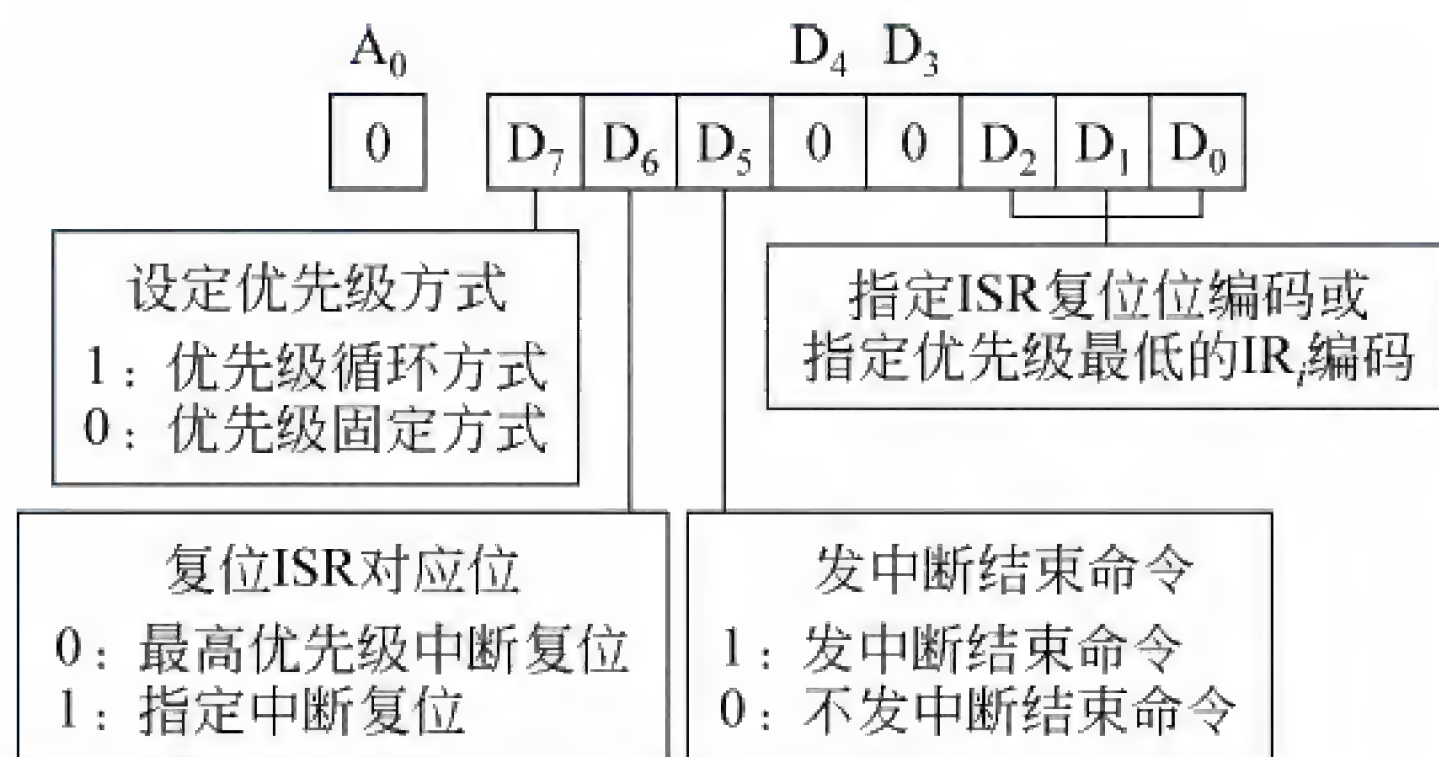 A₀ D₄ D₃
0 D₇ D₆ D₅ 0 0 D₂ D₁ D₀
设定优先级方式
1：优先级循环方式
0：优先级固定方式
指定ISR复位位编码或
指定优先级最低的IRᵢ编码
复位ISR对应位
0：最高优先级中断复位
1：指定中断复位
发中断结束命令
1：发中断结束命令
0：不发中断结束命令